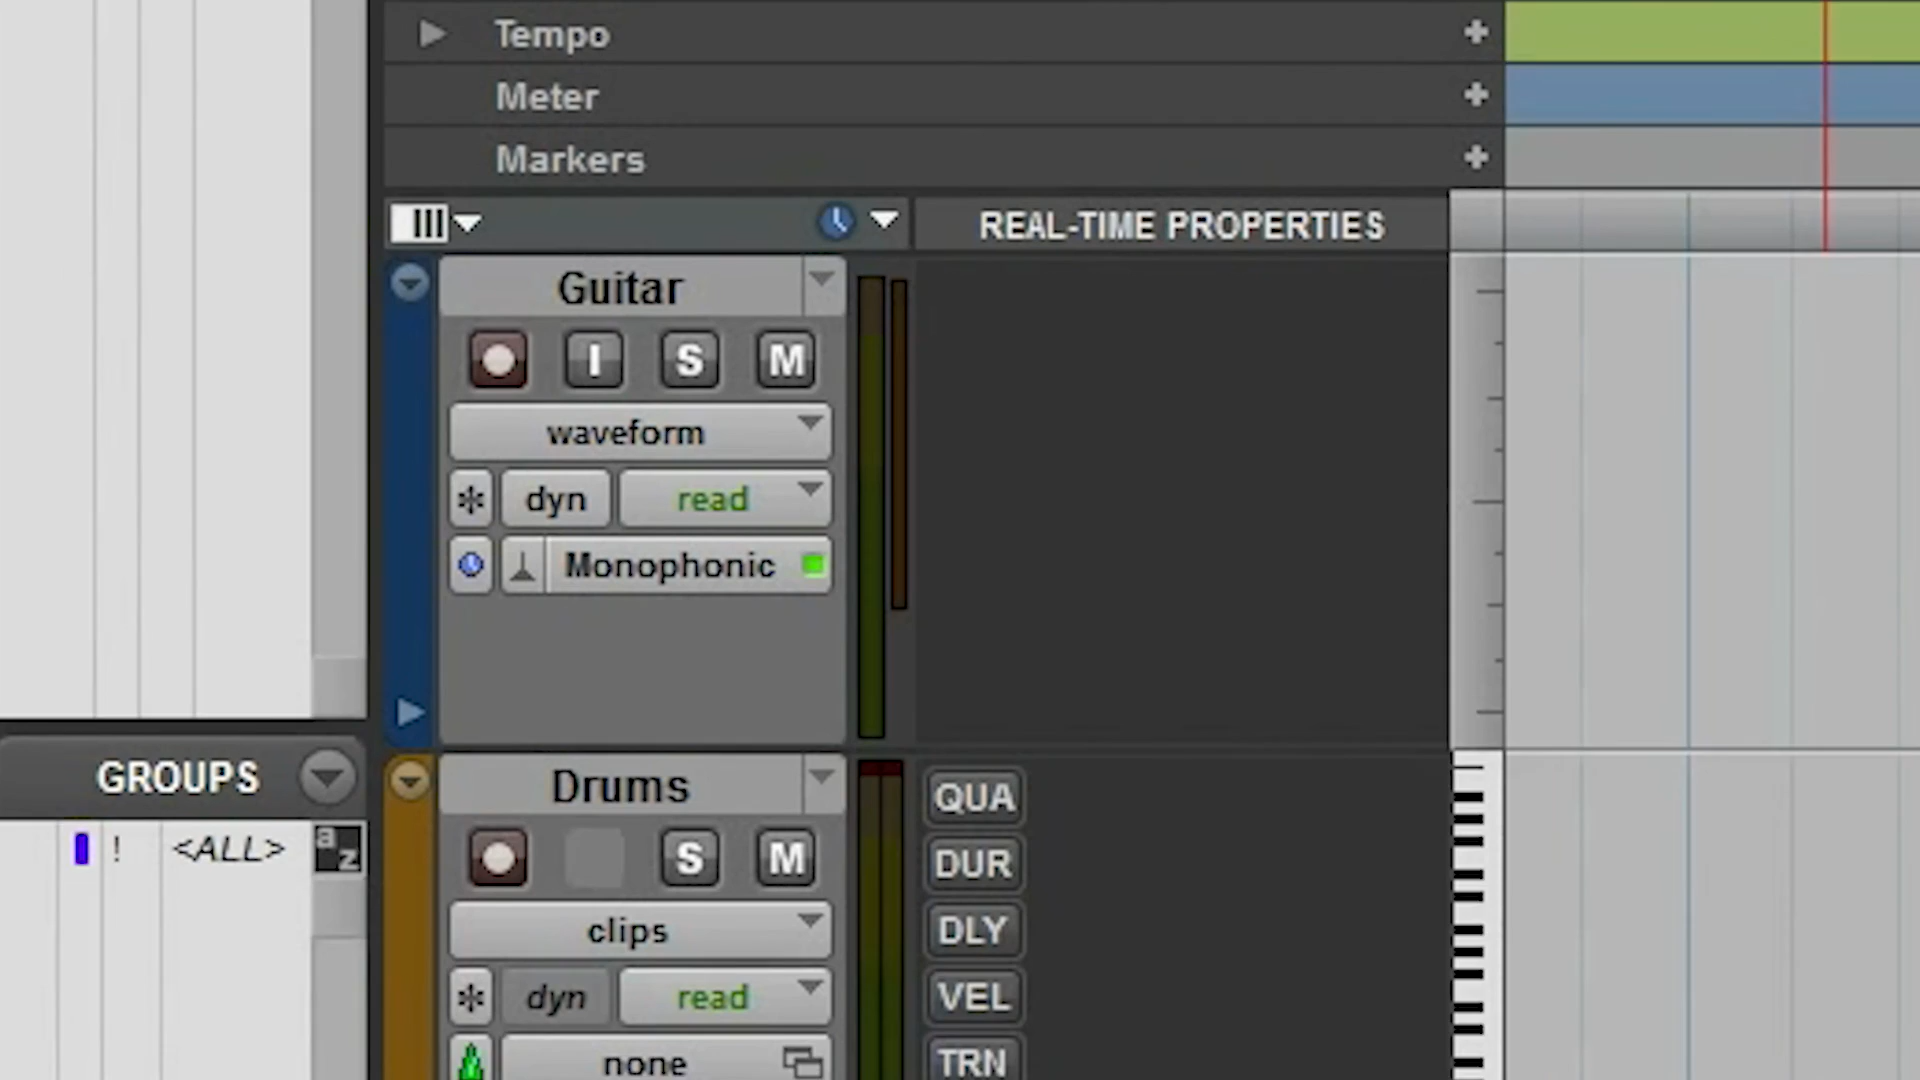 Tempo
Meter
Markers
REAL-TIME PROPERTIES
Guitar
I S M
waveform
dyn read
Monophonic
GROUPS
! <ALL>
a z
Drums
S M
clips
dyn read
none
QUA
DUR
DLY
VEL
TRN